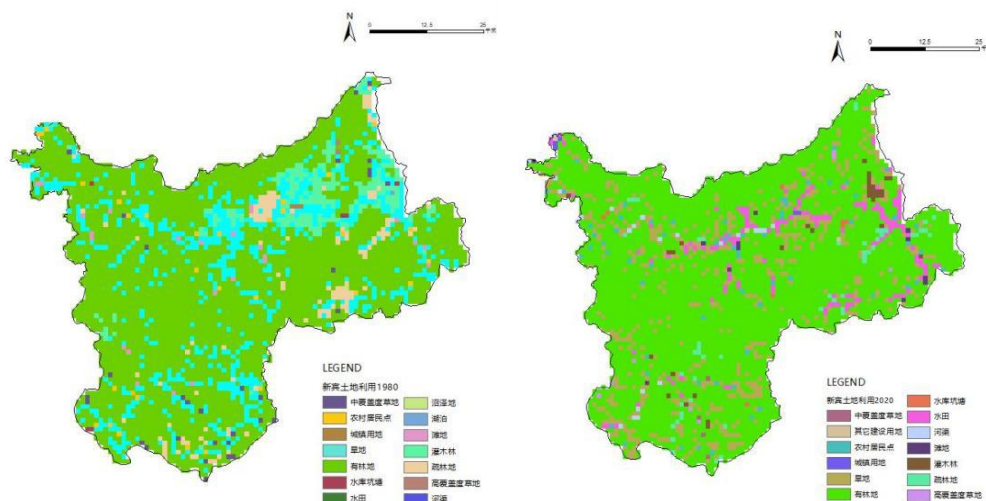 N
0 12.5 25
千米
LEGEND
新宾土地利用1980
中覆盖度草地
农村居民点
城镇用地
旱地
有林地
水库坑塘
水田
沼泽地
湖泊
滩地
灌木林
疏林地
高覆盖度草地
河渠
N
0 12.5 25
千
LEGEND
新宾土地利用2020
中覆盖度草地
其它建设用地
农村居民点
城镇用地
旱地
有林地
水库坑塘
水田
河渠
滩地
灌木林
疏林地
高覆盖度草地